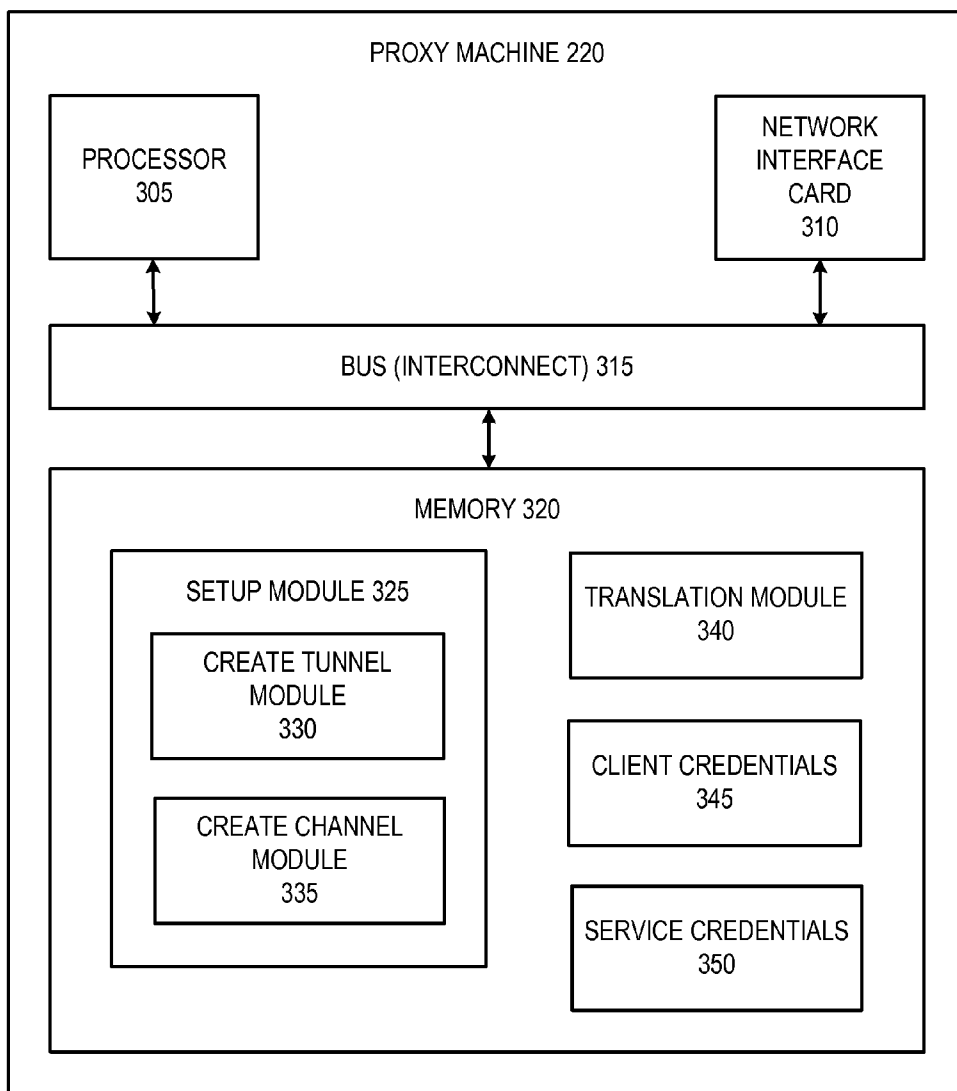 PROXY MACHINE 220
PROCESSOR
305
NETWORK
INTERFACE
CARD
310
BUS (INTERCONNECT) 315
MEMORY 320
SETUP MODULE 325
CREATE TUNNEL
MODULE
330
CREATE CHANNEL
MODULE
335
TRANSLATION MODULE
340
CLIENT CREDENTIALS
345
SERVICE CREDENTIALS
350